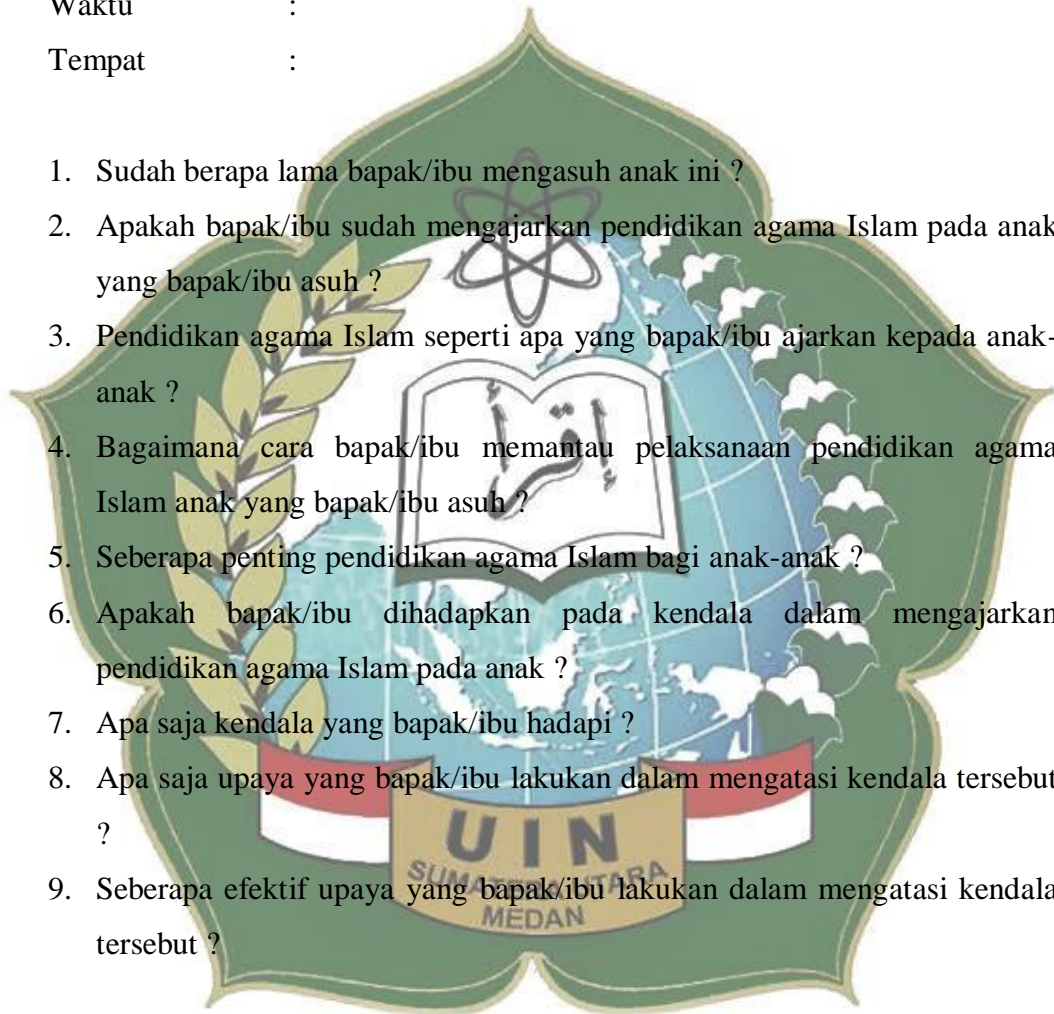 Waktu :
Tempat :
1. Sudah berapa lama bapak/ibu mengasuh anak ini ?
2. Apakah bapak/ibu sudah mengajarkan pendidikan agama Islam pada anak
yang bapak/ibu asuh ?
3. Pendidikan agama Islam seperti apa yang bapak/ibu ajarkan kepada anak-
anak ?
4. Bagaimana cara bapak/ibu memantau pelaksanaan pendidikan agama
Islam anak yang bapak/ibu asuh ?
5. Seberapa penting pendidikan agama Islam bagi anak-anak ?
6. Apakah bapak/ibu dihadapkan pada kendala dalam mengajarkan
pendidikan agama Islam pada anak ?
7. Apa saja kendala yang bapak/ibu hadapi ?
8. Apa saja upaya yang bapak/ibu lakukan dalam mengatasi kendala tersebut
?
9. Seberapa efektif upaya yang bapak/ibu lakukan dalam mengatasi kendala
tersebut ?
إقرأ
UIN
SUMATERA UTARA
MEDAN